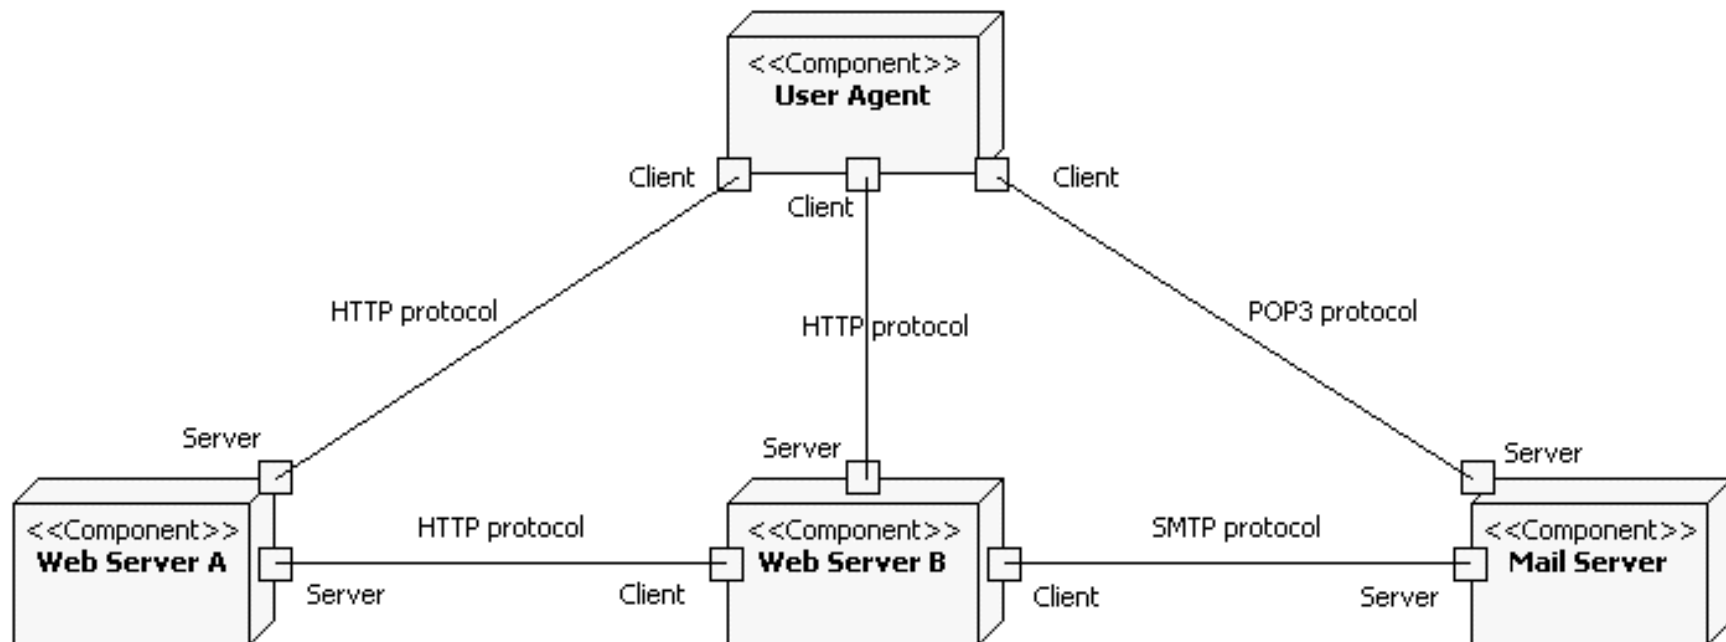 <<Component>>
User Agent
Client
Client
Client
HTTP protocol
HTTP protocol
POP3 protocol
Server
Server
Server
<<Component>>
Web Server A
HTTP protocol
Server
Client
<<Component>>
Web Server B
SMTP protocol
Client
Server
<<Component>>
Mail Server